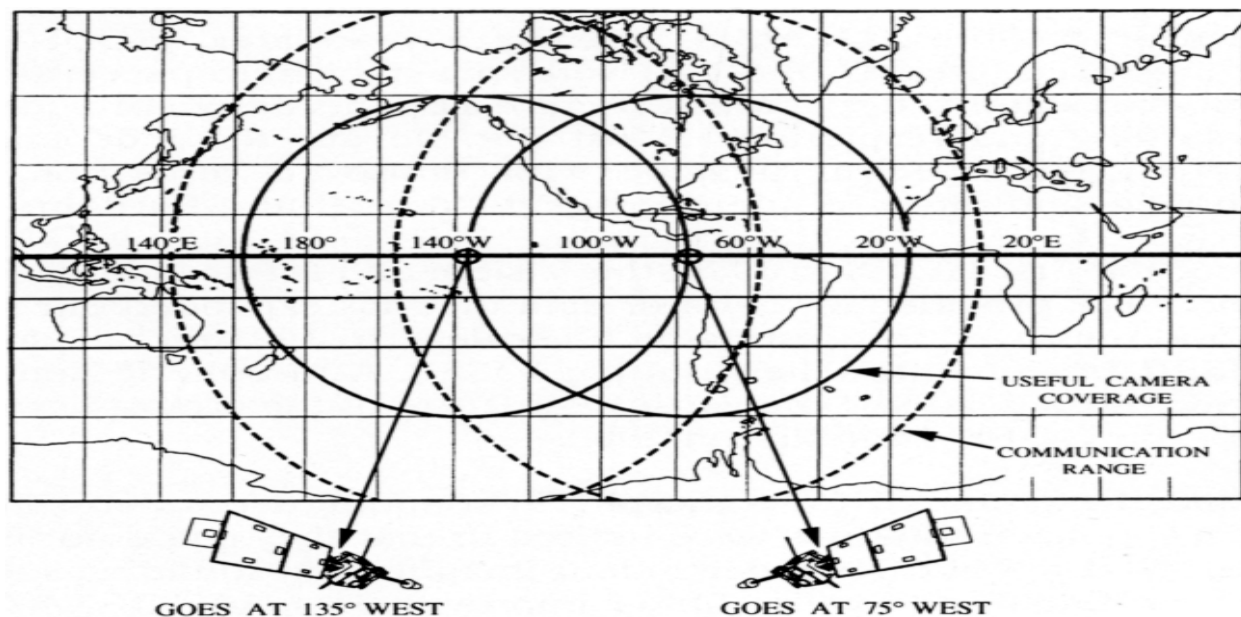 140°E 180° 140°W 100°W 60°W 20°W 20°E
USEFUL CAMERA
COVERAGE
COMMUNICATION
RANGE
GOES AT 135° WEST GOES AT 75° WEST